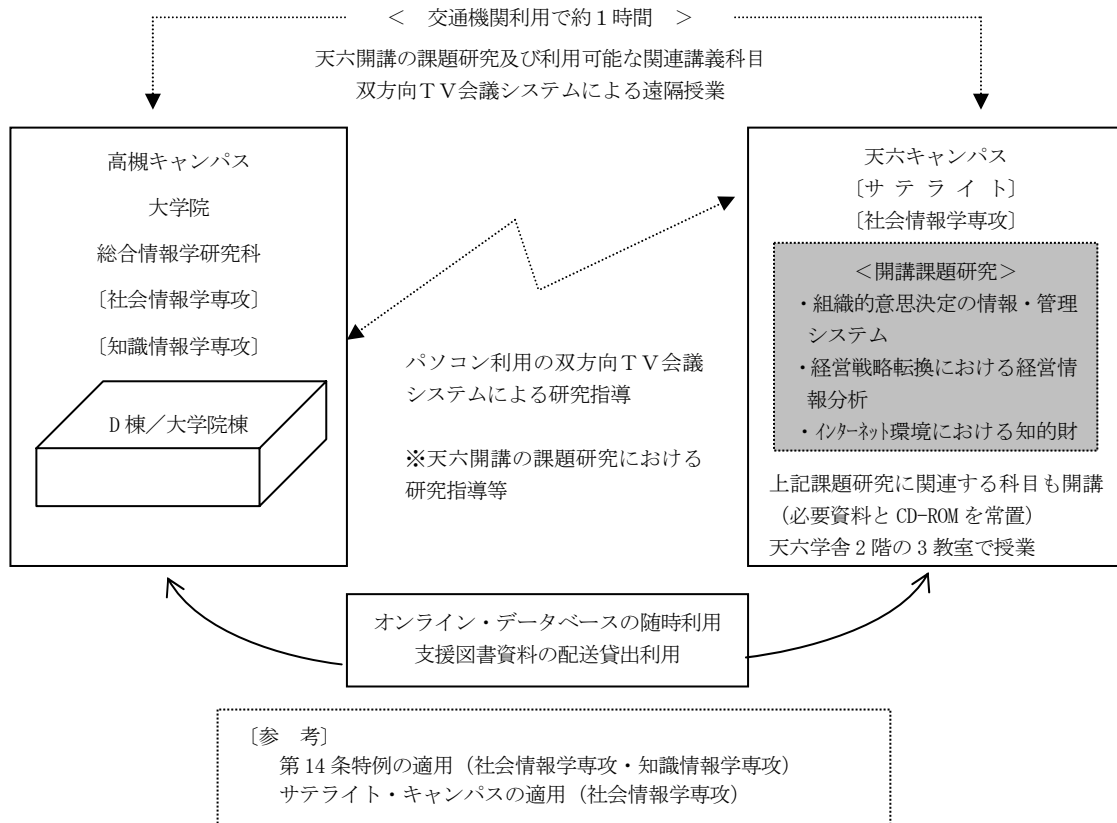 ＜ 交通機関利用で約１時間 ＞
天六開講の課題研究及び利用可能な関連講義科目
双方向ＴＶ会議システムによる遠隔授業
高槻キャンパス
大学院
総合情報学研究科
〔社会情報学専攻〕
〔知識情報学専攻〕
D棟／大学院棟
パソコン利用の双方向ＴＶ会議
システムによる研究指導
※天六開講の課題研究における
研究指導等
天六キャンパス
〔サ テ ラ イ ト〕
〔社会情報学専攻〕
＜開講課題研究＞
・組織的意思決定の情報・管理
システム
・経営戦略転換における経営情
報分析
・インターネット環境における知的財
上記課題研究に関連する科目も開講
（必要資料と CD-ROM を常置）
天六学舎 2 階の 3 教室で授業
オンライン・データベースの随時利用
支援図書資料の配送貸出利用
〔参 考〕
第 14 条特例の適用（社会情報学専攻・知識情報学専攻）
サテライト・キャンパスの適用（社会情報学専攻）